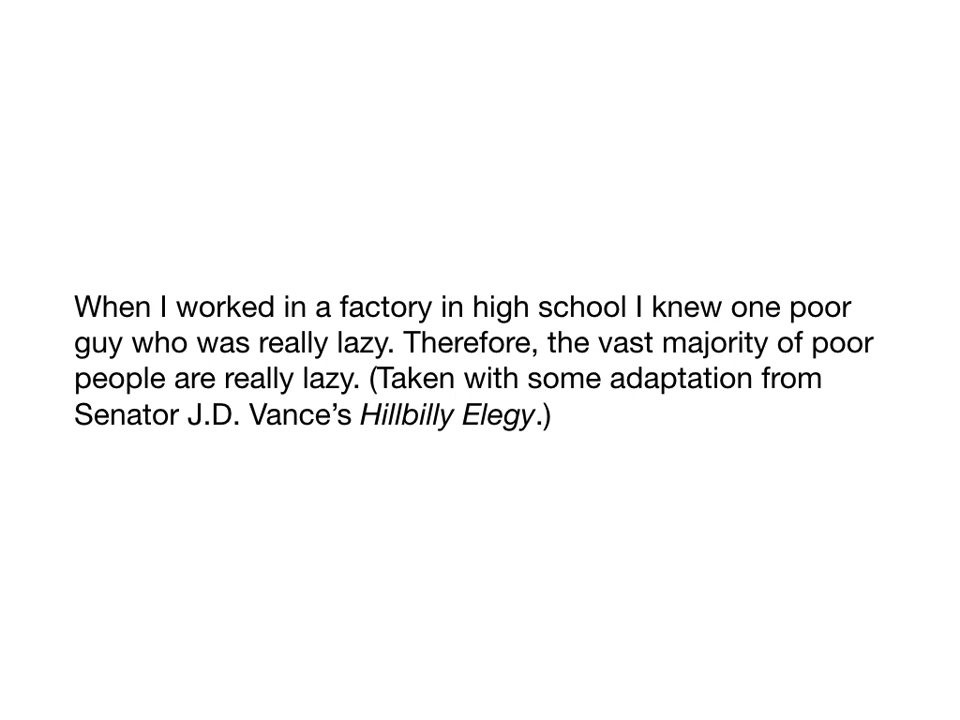 When I worked in a factory in high school I knew one poor
guy who was really lazy. Therefore, the vast majority of poor
people are really lazy. (Taken with some adaptation from
Senator J.D. Vance’s Hillbilly Elegy.)